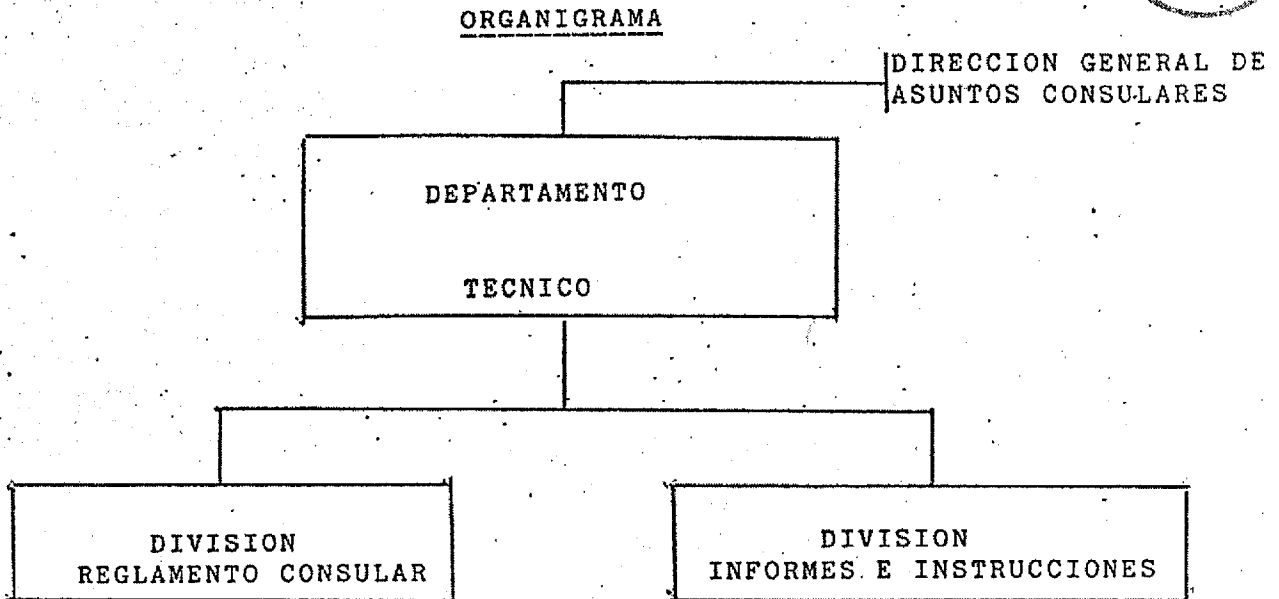 ORGANIGRAMA
DIRECCION GENERAL DE
ASUNTOS CONSULARES
DEPARTAMENTO
TECNICO
DIVISION
REGLAMENTO CONSULAR
DIVISION
INFORMES E INSTRUCCIONES